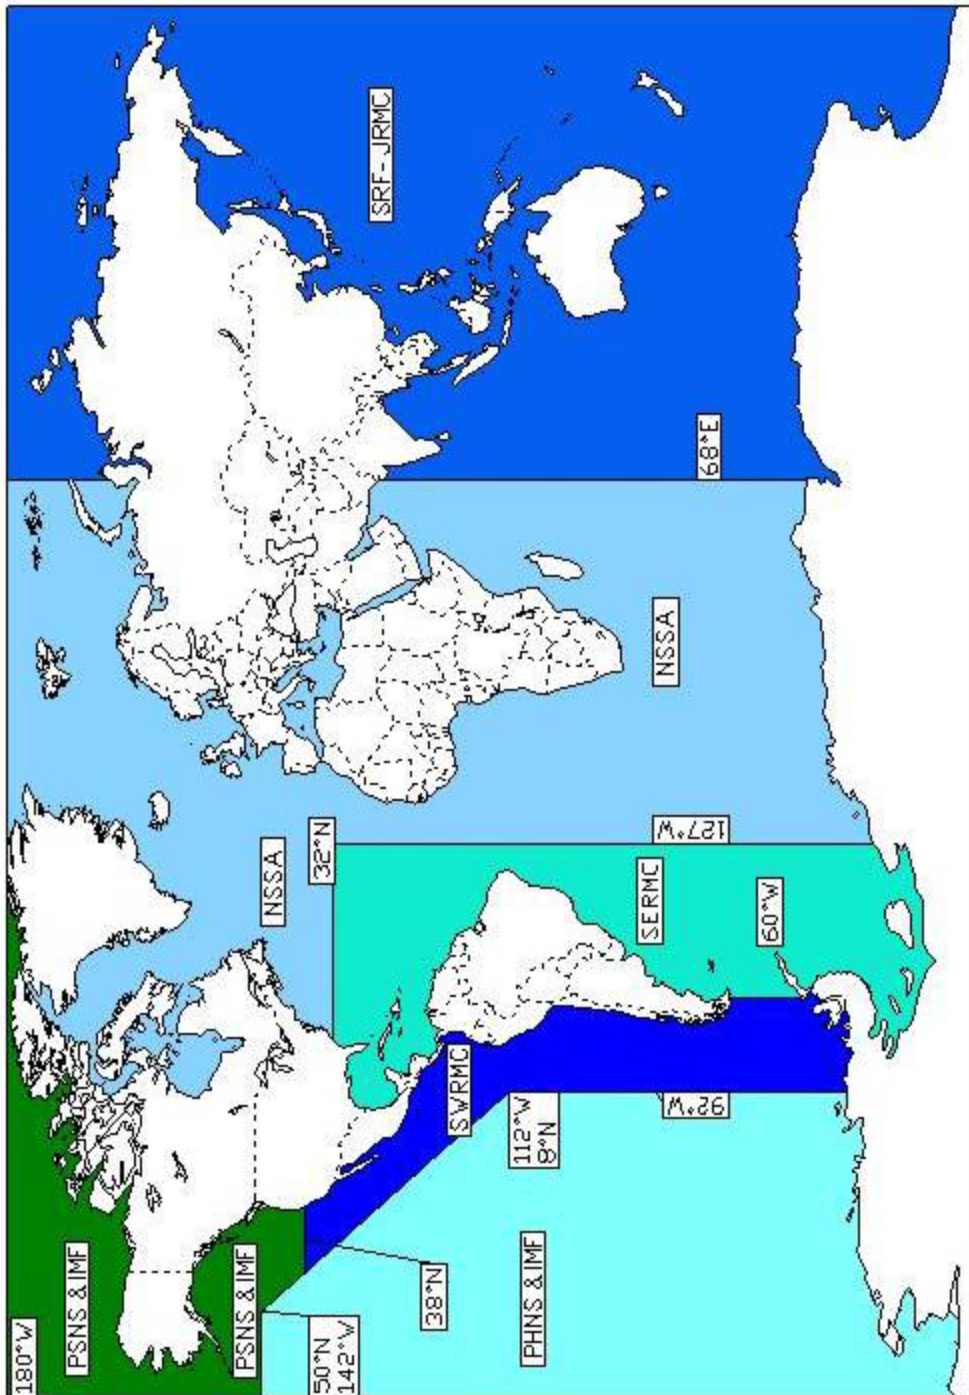 180°W
PSNS & IMF
PSNS & IMF
50°N
142°W
38°N
PHNS & IMF
112°W
8°N
92°W
SWRMC
60°W
SERMC
127°W
32°N
NSSA
NSSA
68°E
SRF-JRMC